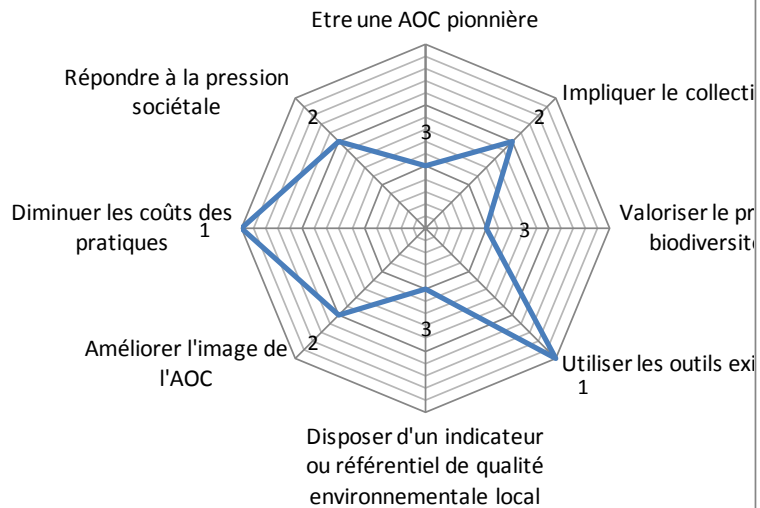 Etre une AOC pionnière
Répondre à la pression
sociétale
2
3
2
Impliquer le collecti
Diminuer les coûts des
pratiques
1
3
Valoriser le pr
biodiversit
Améliorer l'image de
l'AOC
2
3
Utiliser les outils exi
1
Disposer d'un indicateur
ou référentiel de qualité
environnementale local